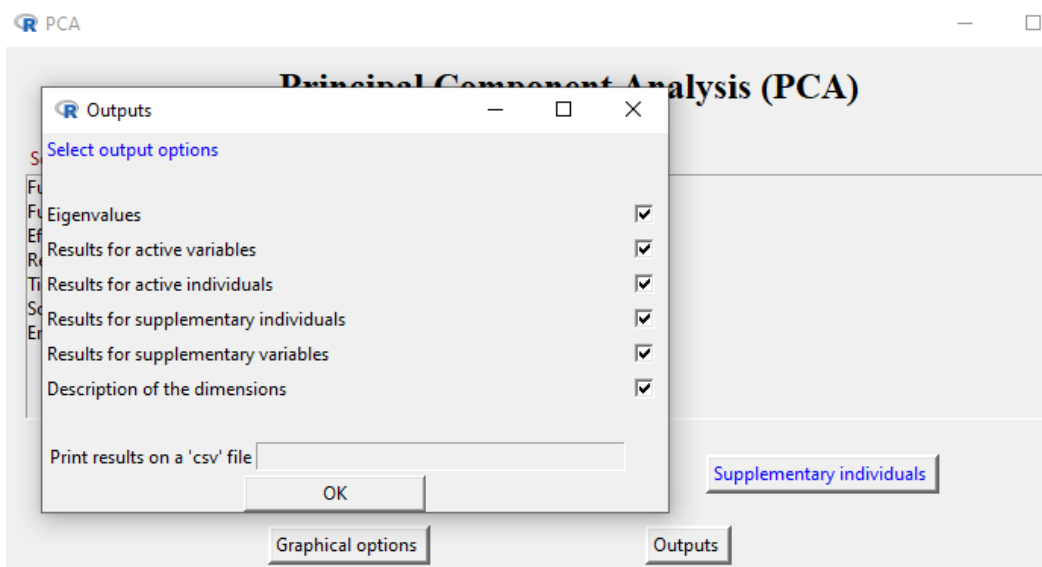 PCA
Principal Component Analysis (PCA)
Outputs
Select output options
Eigenvalues
Results for active variables
Results for active individuals
Results for supplementary individuals
Results for supplementary variables
Description of the dimensions
Print results on a 'csv' file
OK
Supplementary individuals
Graphical options
Outputs